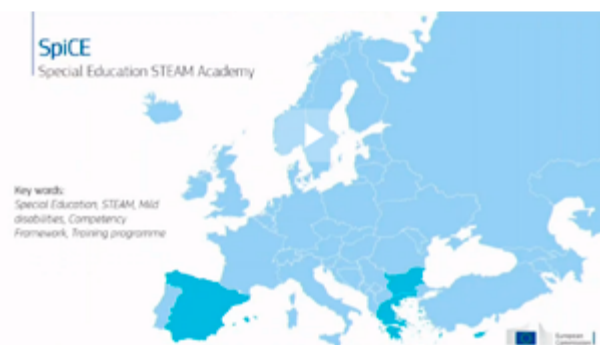 SpiCE
Special Education STEAM Academy
Key words:
Special Education, STEAM, Mild
disabilities, Competency
Framework, Training programme
European
Commission